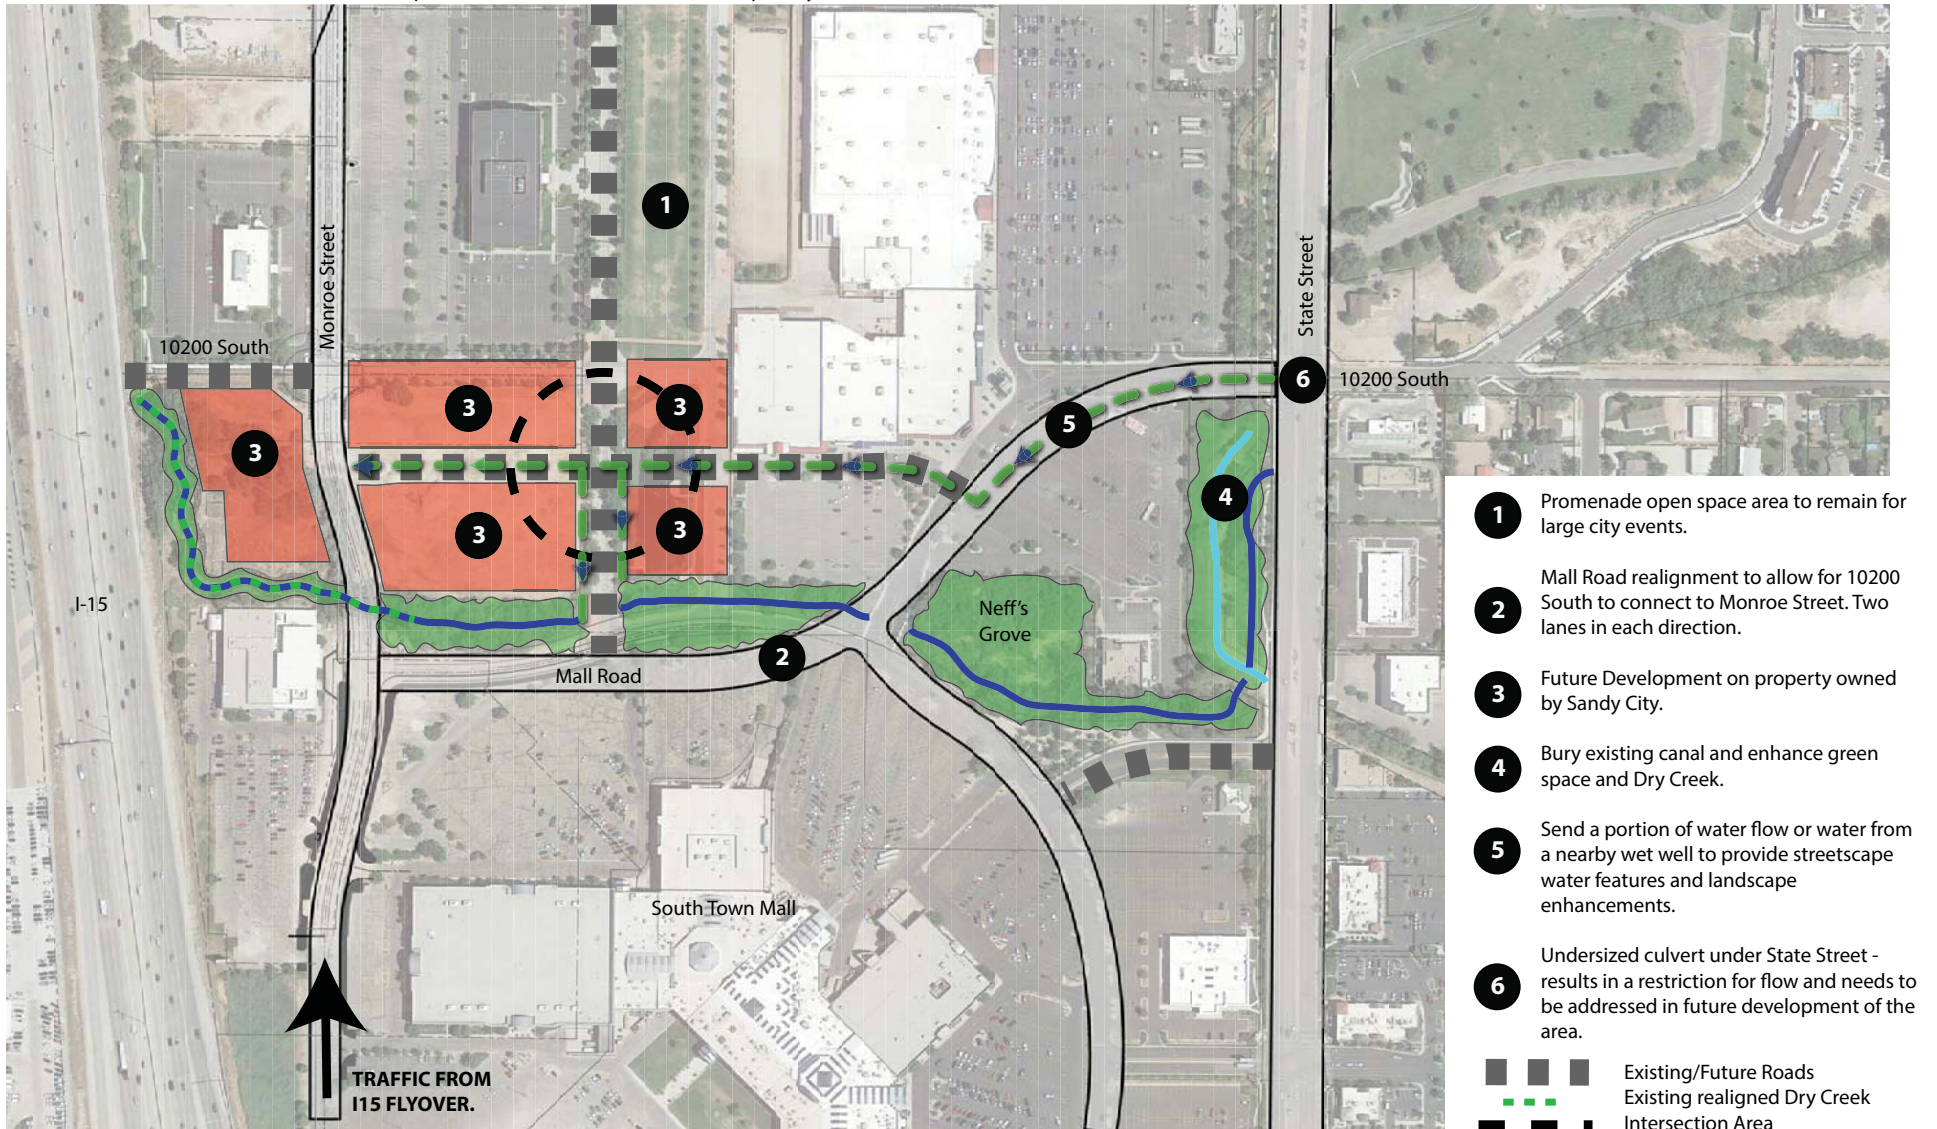 1
Monroe Street
State Street
10200 South
6
10200 South
3
3
5
3
4
3
3
I-15
Neff's
Grove
2
Mall Road
South Town Mall
TRAFFIC FROM
I15 FLYOVER.
1
Promenade open space area to remain for
large city events.
2
Mall Road realignment to allow for 10200
South to connect to Monroe Street. Two
lanes in each direction.
3
Future Development on property owned
by Sandy City.
4
Bury existing canal and enhance green
space and Dry Creek.
5
Send a portion of water flow or water from
a nearby wet well to provide streetscape
water features and landscape
enhancements.
6
Undersized culvert under State Street -
results in a restriction for flow and needs to
be addressed in future development of the
area.
Existing/Future Roads
Existing realigned Dry Creek
Intersection Area